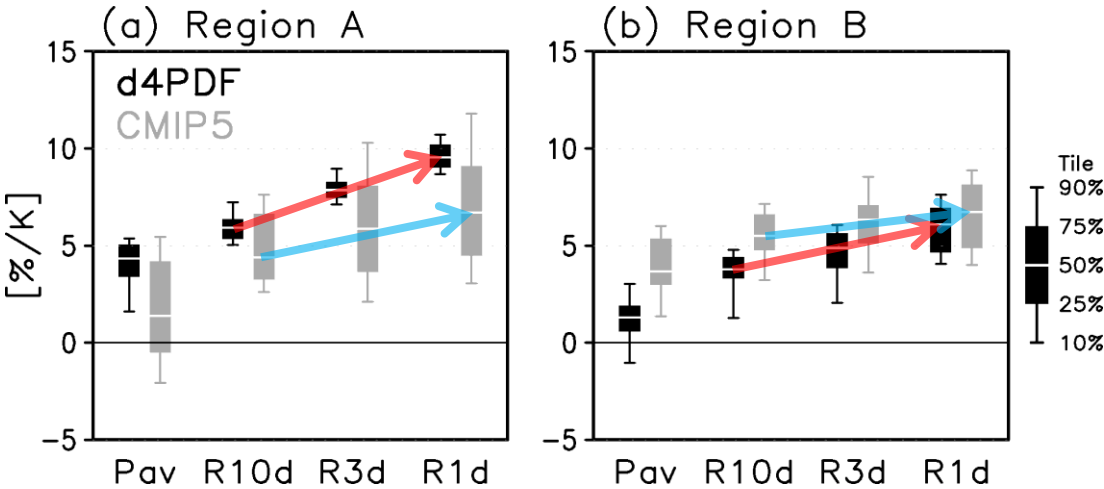 (a) Region A
(b) Region B
[%/K]
15
10
5
0
-5
d4PDF
CMIP5
Pav R10d R3d R1d
15
10
5
0
-5
Pav R10d R3d R1d
Tile
90%
75%
50%
25%
10%